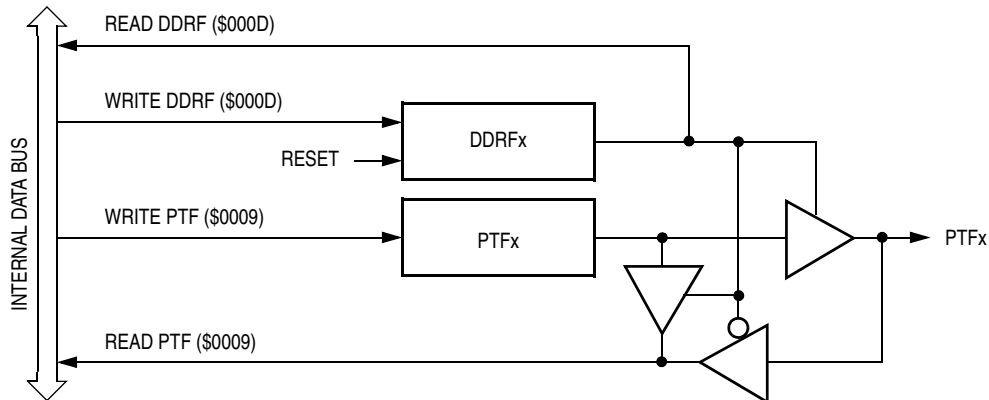 READ DDRF ($000D)
WRITE DDRF ($000D)
DDRFx
RESET
WRITE PTF ($0009)
PTFx
PTFx
READ PTF ($0009)
INTERNAL DATA BUS